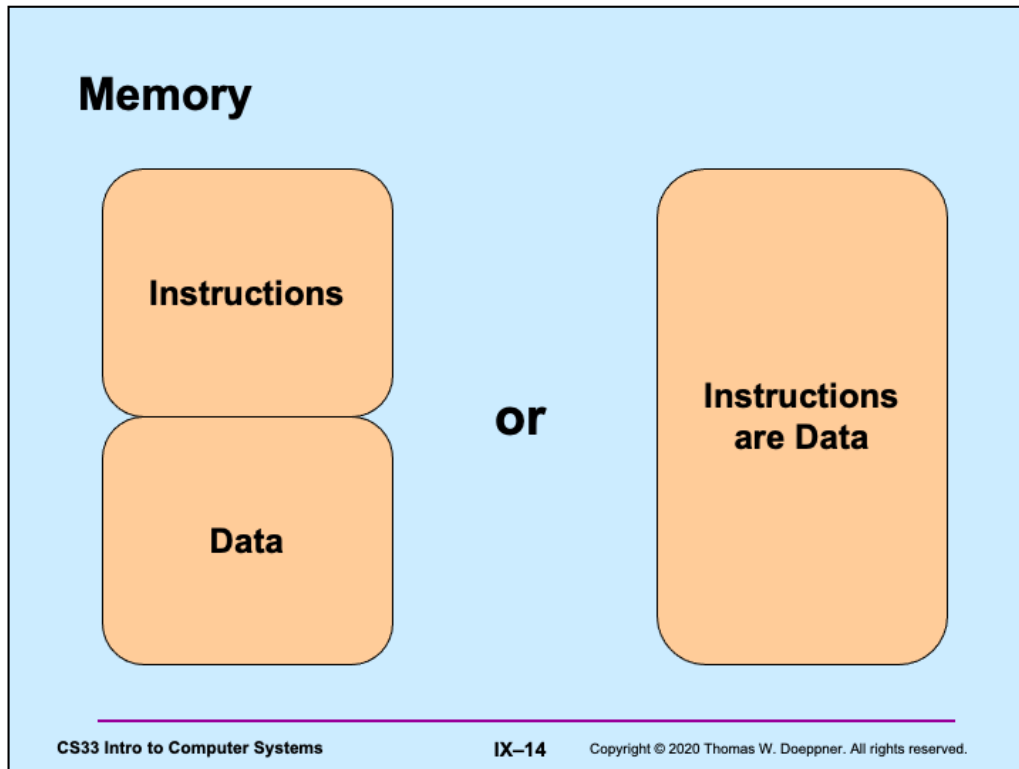 Memory
Instructions
Data
or
Instructions
are Data
CS33 Intro to Computer Systems
IX–14
Copyright © 2020 Thomas W. Doeppner. All rights reserved.